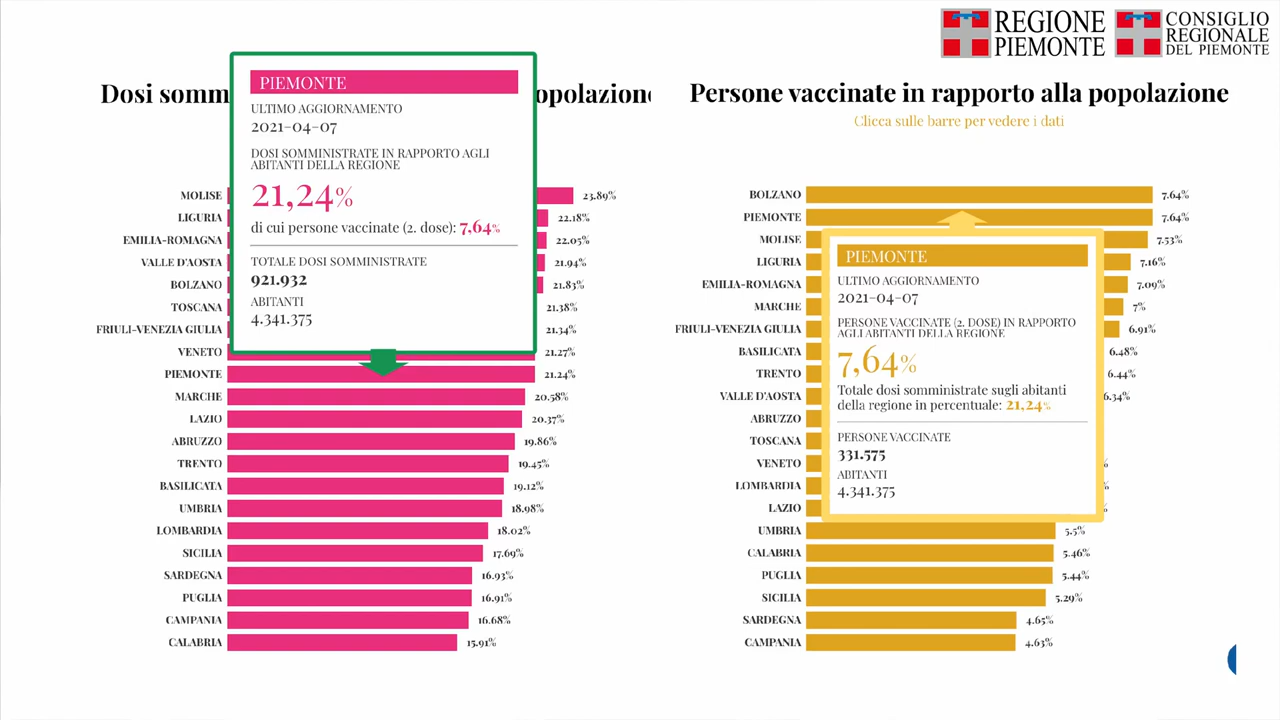 REGIONE
PIEMONTE
CONSIGLIO
REGIONALE
DEL PIEMONTE
Dosi somm
opolazione
PIEMONTE
ULTIMO AGGIORNAMENTO
2021-04-07
DOSI SOMMINISTRATE IN RAPPORTO AGLI
ABITANTI DELLA REGIONE
21,24%
di cui persone vaccinate (2. dose): 7,64%
TOTALE DOSI SOMMINISTRATE
921.932
ABITANTI
4.341.375
MOLISE 23.89%
LIGURIA 22.18%
EMILIA-ROMAGNA 22.05%
VALLE D'AOSTA 21.94%
BOLZANO 21.83%
TOSCANA 21.38%
FRIULI-VENEZIA GIULIA 21.34%
VENETO 21.27%
PIEMONTE 21.24%
MARCHE 20.58%
LAZIO 20.37%
ABRUZZO 19.86%
TRENTO 19.45%
BASILICATA 19.12%
UMBRIA 18.98%
LOMBARDIA 18.02%
SICILIA 17.69%
SARDEGNA 16.93%
PUGLIA 16.91%
CAMPANIA 16.68%
CALABRIA 15.91%
Persone vaccinate in rapporto alla popolazione
Clicca sulle barre per vedere i dati
BOLZANO 7.64%
PIEMONTE 7.64%
MOLISE 7.53%
LIGURIA 7.16%
EMILIA-ROMAGNA 7.09%
MARCHE 7%
FRIULI-VENEZIA GIULIA 6.91%
BASILICATA 6.48%
TRENTO 6.44%
VALLE D'AOSTA 6.34%
ABRUZZO
TOSCANA
VENETO
LOMBARDIA
LAZIO
UMBRIA 5.5%
CALABRIA 5.46%
PUGLIA 5.44%
SICILIA 5.29%
SARDEGNA 4.65%
CAMPANIA 4.63%
PIEMONTE
ULTIMO AGGIORNAMENTO
2021-04-07
PERSONE VACCINATE (2. DOSE) IN RAPPORTO
AGLI ABITANTI DELLA REGIONE
7,64%
Totale dosi somministrate sugli abitanti
della regione in percentuale: 21,24%
PERSONE VACCINATE
331.575
ABITANTI
4.341.375